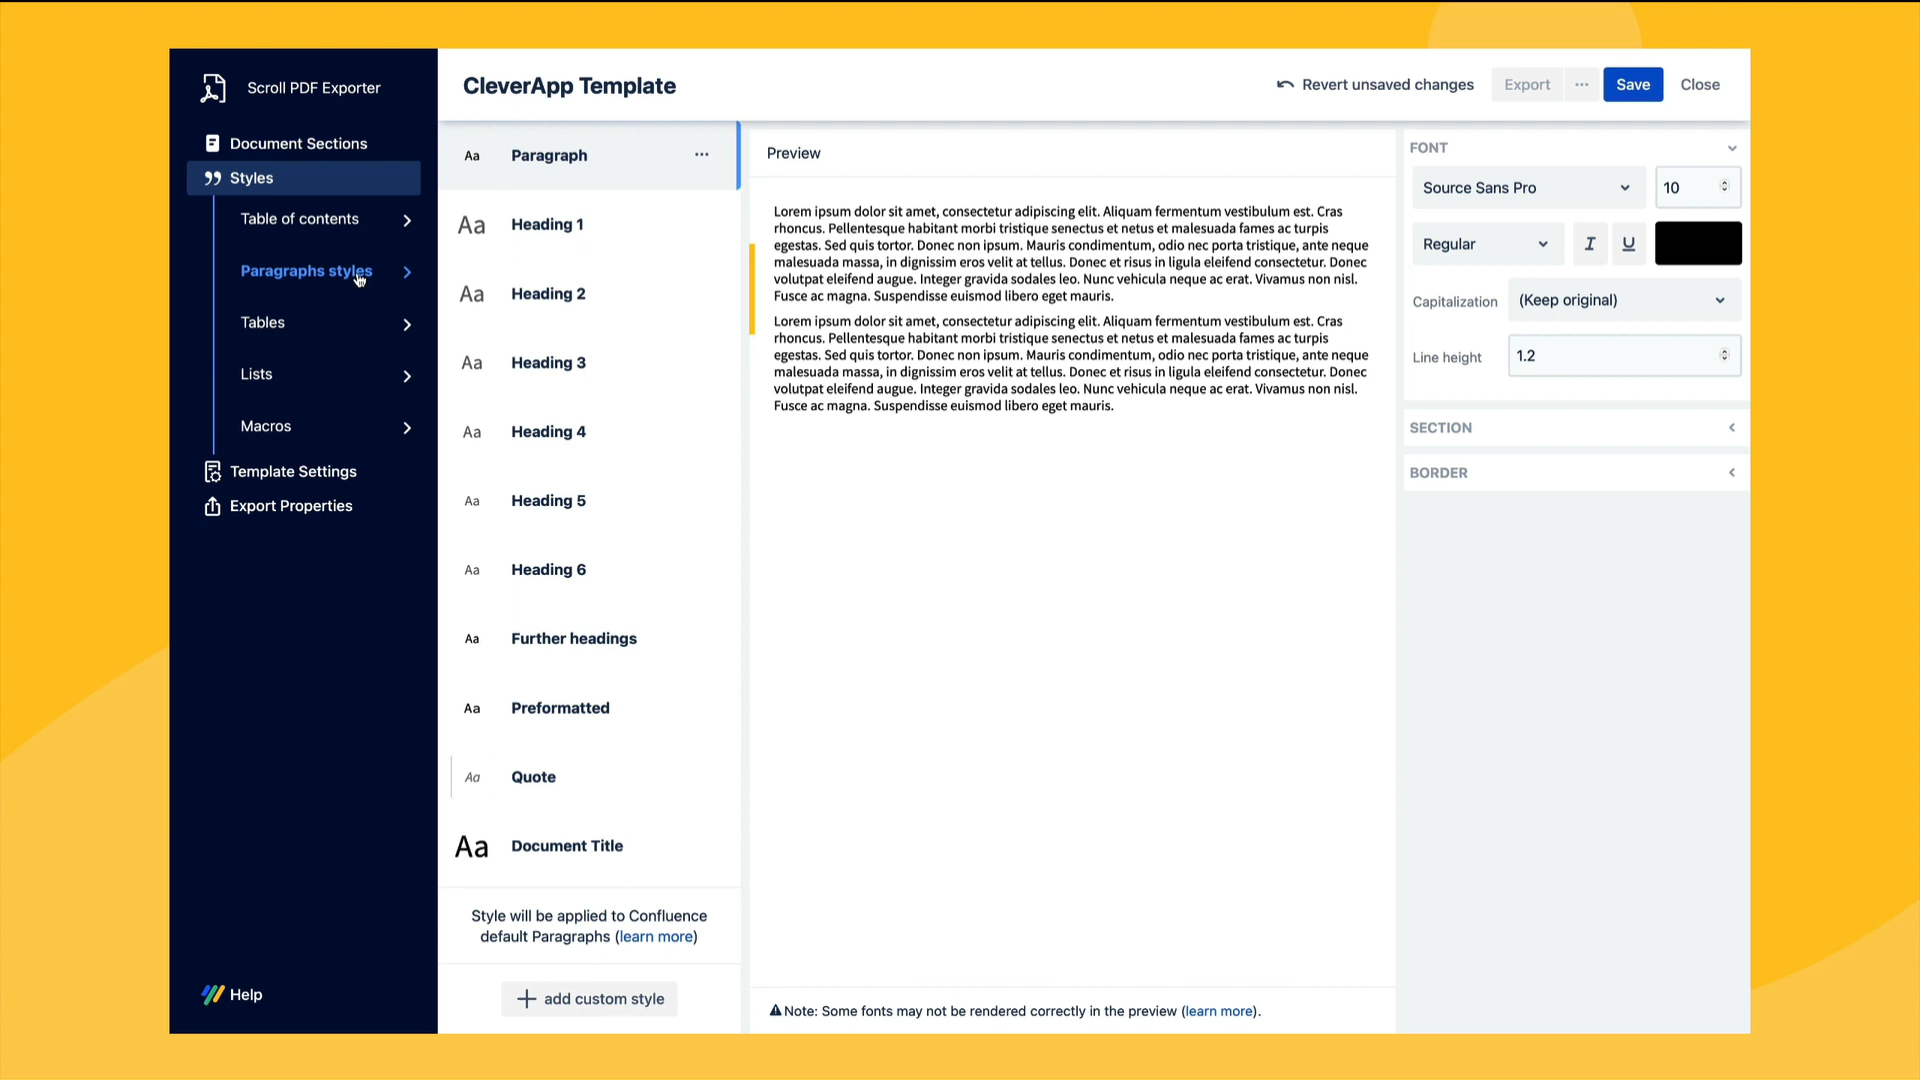 Scroll PDF Exporter
Document Sections
Styles
Table of contents
Paragraphs styles
Tables
Lists
Macros
Template Settings
Export Properties
Help
CleverApp Template
Revert unsaved changes
Export
Save
Close
Aa Paragraph
Aa Heading 1
Aa Heading 2
Aa Heading 3
Aa Heading 4
Aa Heading 5
Aa Heading 6
Aa Further headings
Aa Preformatted
Aa Quote
Aa Document Title
Style will be applied to Confluence
default Paragraphs (learn more)
add custom style
Preview
Lorem ipsum dolor sit amet, consectetur adipiscing elit. Aliquam fermentum vestibulum est. Cras
rhoncus. Pellentesque habitant morbi tristique senectus et netus et malesuada fames ac turpis
egestas. Sed quis tortor. Donec non ipsum. Mauris condimentum, odio nec porta tristique, ante neque
malesuada massa, in dignissim eros velit at tellus. Donec et risus in ligula eleifend consectetur. Donec
volutpat eleifend augue. Integer gravida sodales leo. Nunc vehicula neque ac erat. Vivamus non nisl.
Fusce ac magna. Suspendisse euismod libero eget mauris.
Lorem ipsum dolor sit amet, consectetur adipiscing elit. Aliquam fermentum vestibulum est. Cras
rhoncus. Pellentesque habitant morbi tristique senectus et netus et malesuada fames ac turpis
egestas. Sed quis tortor. Donec non ipsum. Mauris condimentum, odio nec porta tristique, ante neque
malesuada massa, in dignissim eros velit at tellus. Donec et risus in ligula eleifend consectetur. Donec
volutpat eleifend augue. Integer gravida sodales leo. Nunc vehicula neque ac erat. Vivamus non nisl.
Fusce ac magna. Suspendisse euismod libero eget mauris.
Note: Some fonts may not be rendered correctly in the preview (learn more).
FONT
Source Sans Pro 10
Regular I U
Capitalization (Keep original)
Line height 1.2
SECTION
BORDER